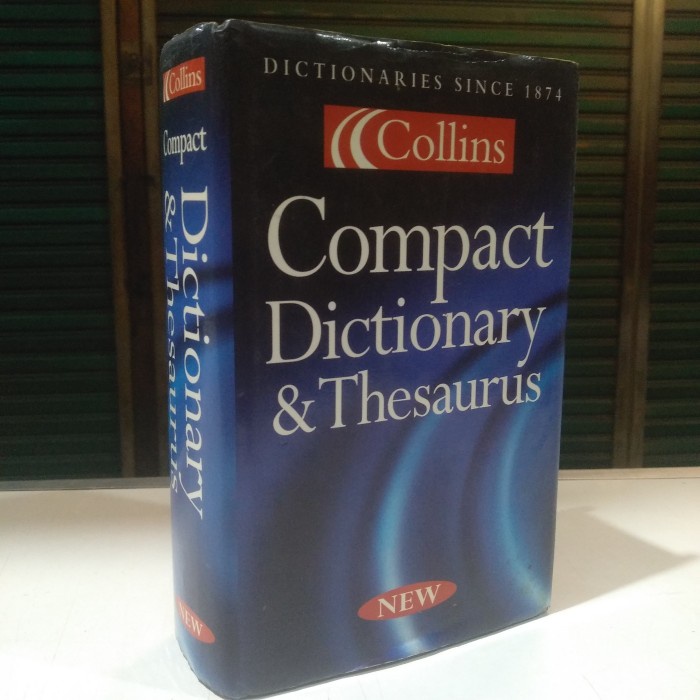 DICTIONARIES SINCE 1874
Collins
Compact
Dictionary
& Thesaurus
NEW
Collins
Compact
Dictionary
& Thesaurus
NEW